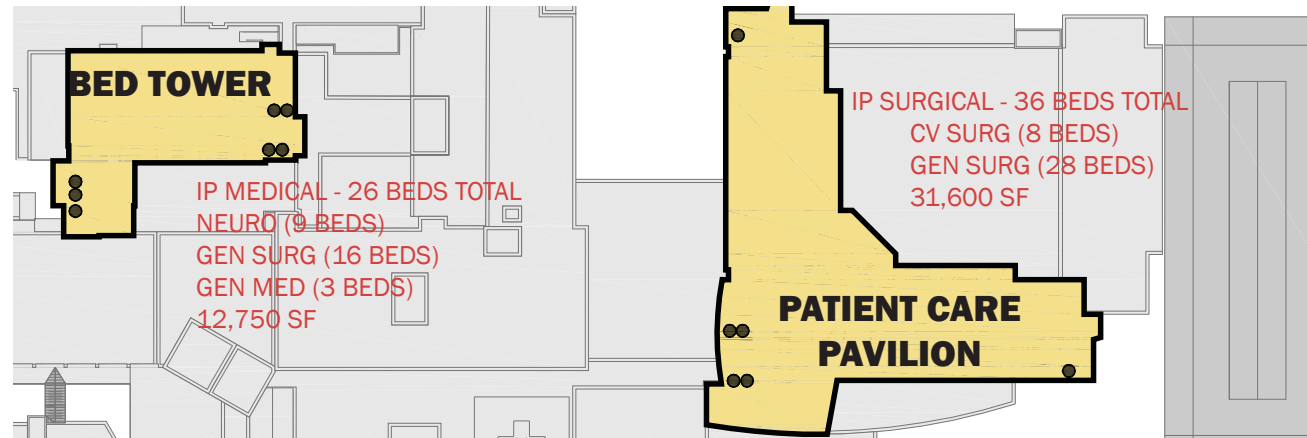 BED TOWER
IP MEDICAL - 26 BEDS TOTAL
NEURO (9 BEDS)
GEN SURG (16 BEDS)
GEN MED (3 BEDS)
12,750 SF
IP SURGICAL - 36 BEDS TOTAL
CV SURG (8 BEDS)
GEN SURG (28 BEDS)
31,600 SF
PATIENT CARE
PAVILION